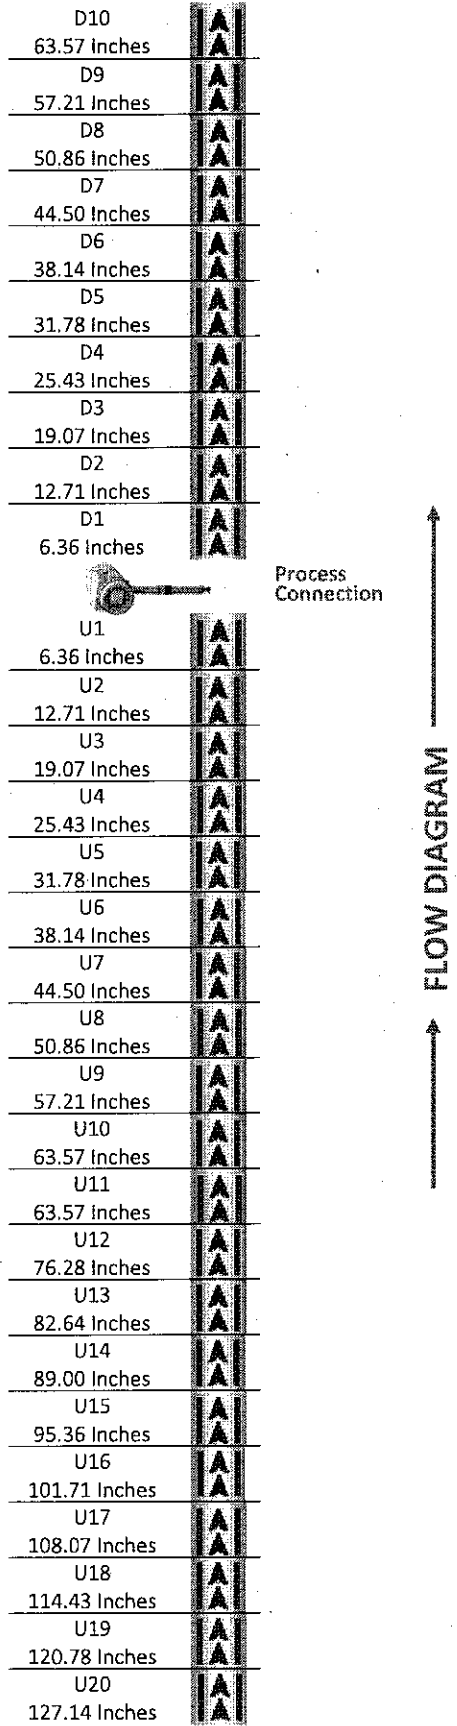 D10
63.57 Inches
D9
57.21 Inches
D8
50.86 Inches
D7
44.50 Inches
D6
38.14 Inches
D5
31.78 Inches
D4
25.43 Inches
D3
19.07 Inches
D2
12.71 Inches
D1
6.36 Inches
Process
Connection
U1
6.36 Inches
U2
12.71 Inches
U3
19.07 Inches
U4
25.43 Inches
U5
31.78 Inches
U6
38.14 Inches
U7
44.50 Inches
U8
50.86 Inches
U9
57.21 Inches
U10
63.57 Inches
U11
63.57 Inches
U12
76.28 Inches
U13
82.64 Inches
U14
89.00 Inches
U15
95.36 Inches
U16
101.71 Inches
U17
108.07 Inches
U18
114.43 Inches
U19
120.78 Inches
U20
127.14 Inches
FLOW DIAGRAM